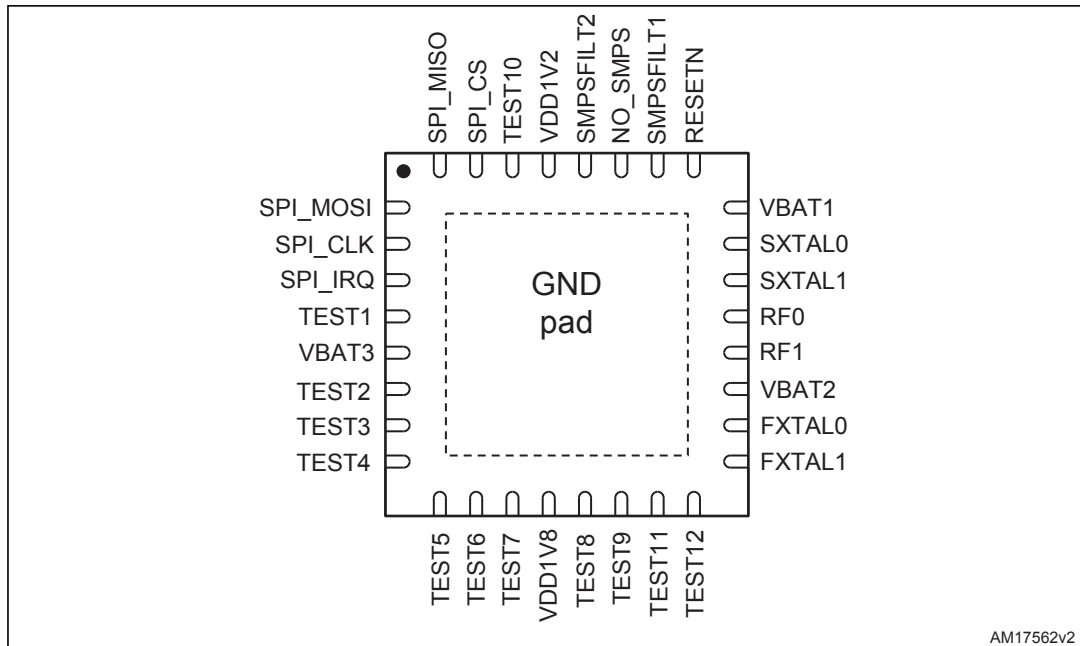 SPI_MISO
SPI_CS
TEST10
VDD1V2
SMPSFILT2
NO_SMPS
SMPSFILT1
RESETN
SPI_MOSI
SPI_CLK
SPI_IRQ
TEST1
VBAT3
TEST2
TEST3
TEST4
GND
pad
VBAT1
SXTAL0
SXTAL1
RF0
RF1
VBAT2
FXTAL0
FXTAL1
TEST5
TEST6
TEST7
VDD1V8
TEST8
TEST9
TEST11
TEST12
AM17562v2